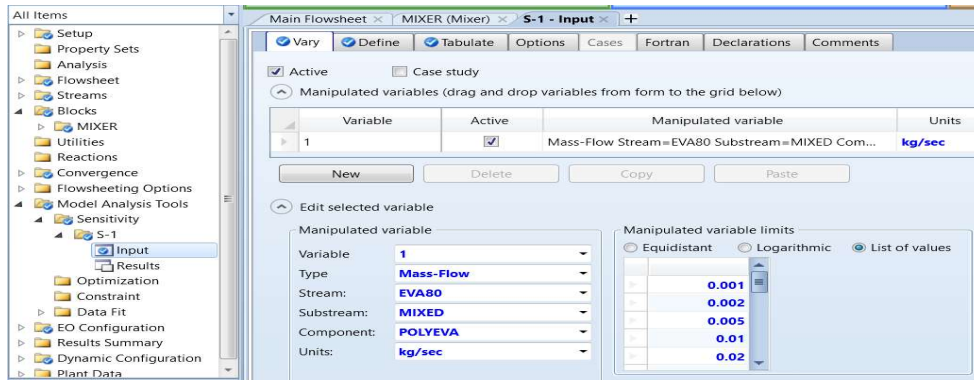 All Items
Setup
Property Sets
Analysis
Flowsheet
Streams
Blocks
MIXER
Utilities
Reactions
Convergence
Flowsheeting Options
Model Analysis Tools
Sensitivity
S-1
Input
Results
Optimization
Constraint
Data Fit
EO Configuration
Results Summary
Dynamic Configuration
Plant Data
Main Flowsheet × MIXER (Mixer) × S-1 - Input × +
Vary Define Tabulate Options Cases Fortran Declarations Comments
Active Case study
Manipulated variables (drag and drop variables from form to the grid below)
Variable Active Manipulated variable Units
1 Mass-Flow Stream=EVA80 Substream=MIXED Com... kg/sec
New Delete Copy Paste
Edit selected variable
Manipulated variable
Variable 1
Type Mass-Flow
Stream: EVA80
Substream: MIXED
Component: POLYEVA
Units: kg/sec
Manipulated variable limits
Equidistant Logarithmic List of values
0.001
0.002
0.005
0.01
0.02